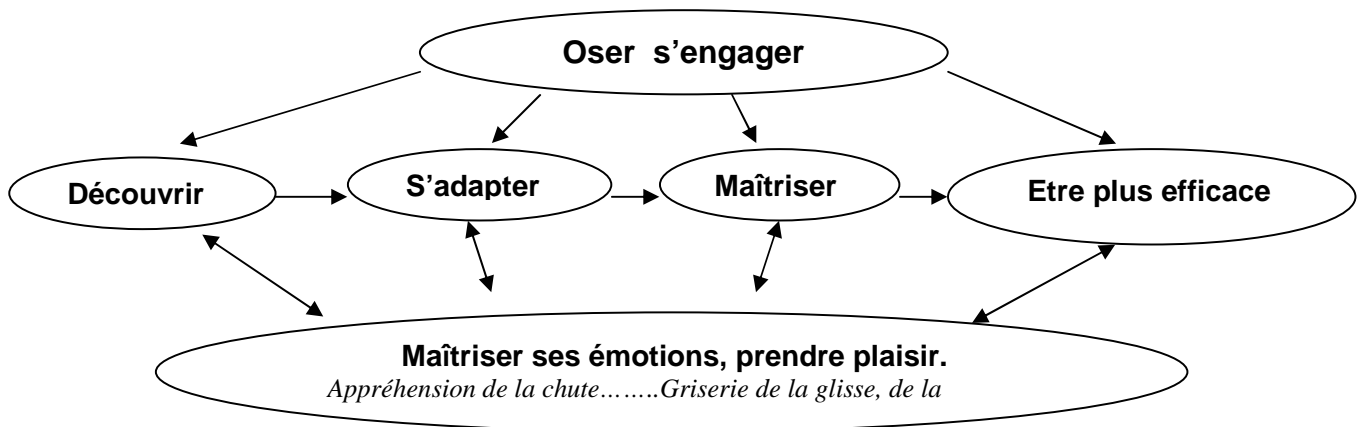 Oser s’engager
Découvrir
S’adapter
Maîtriser
Etre plus efficace
Maîtriser ses émotions, prendre plaisir.
Appréhension de la chute……..Griserie de la glisse, de la